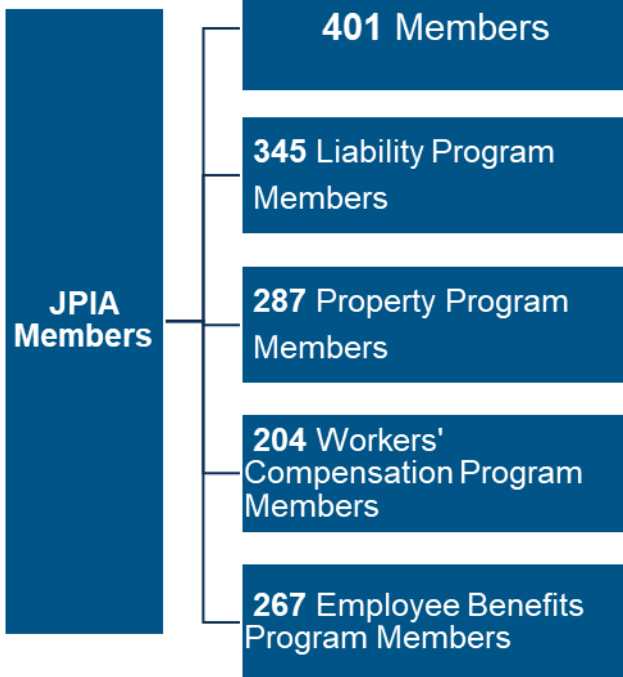 JPIA
Members
401 Members
345 Liability Program
Members
287 Property Program
Members
204 Workers'
Compensation Program
Members
267 Employee Benefits
Program Members